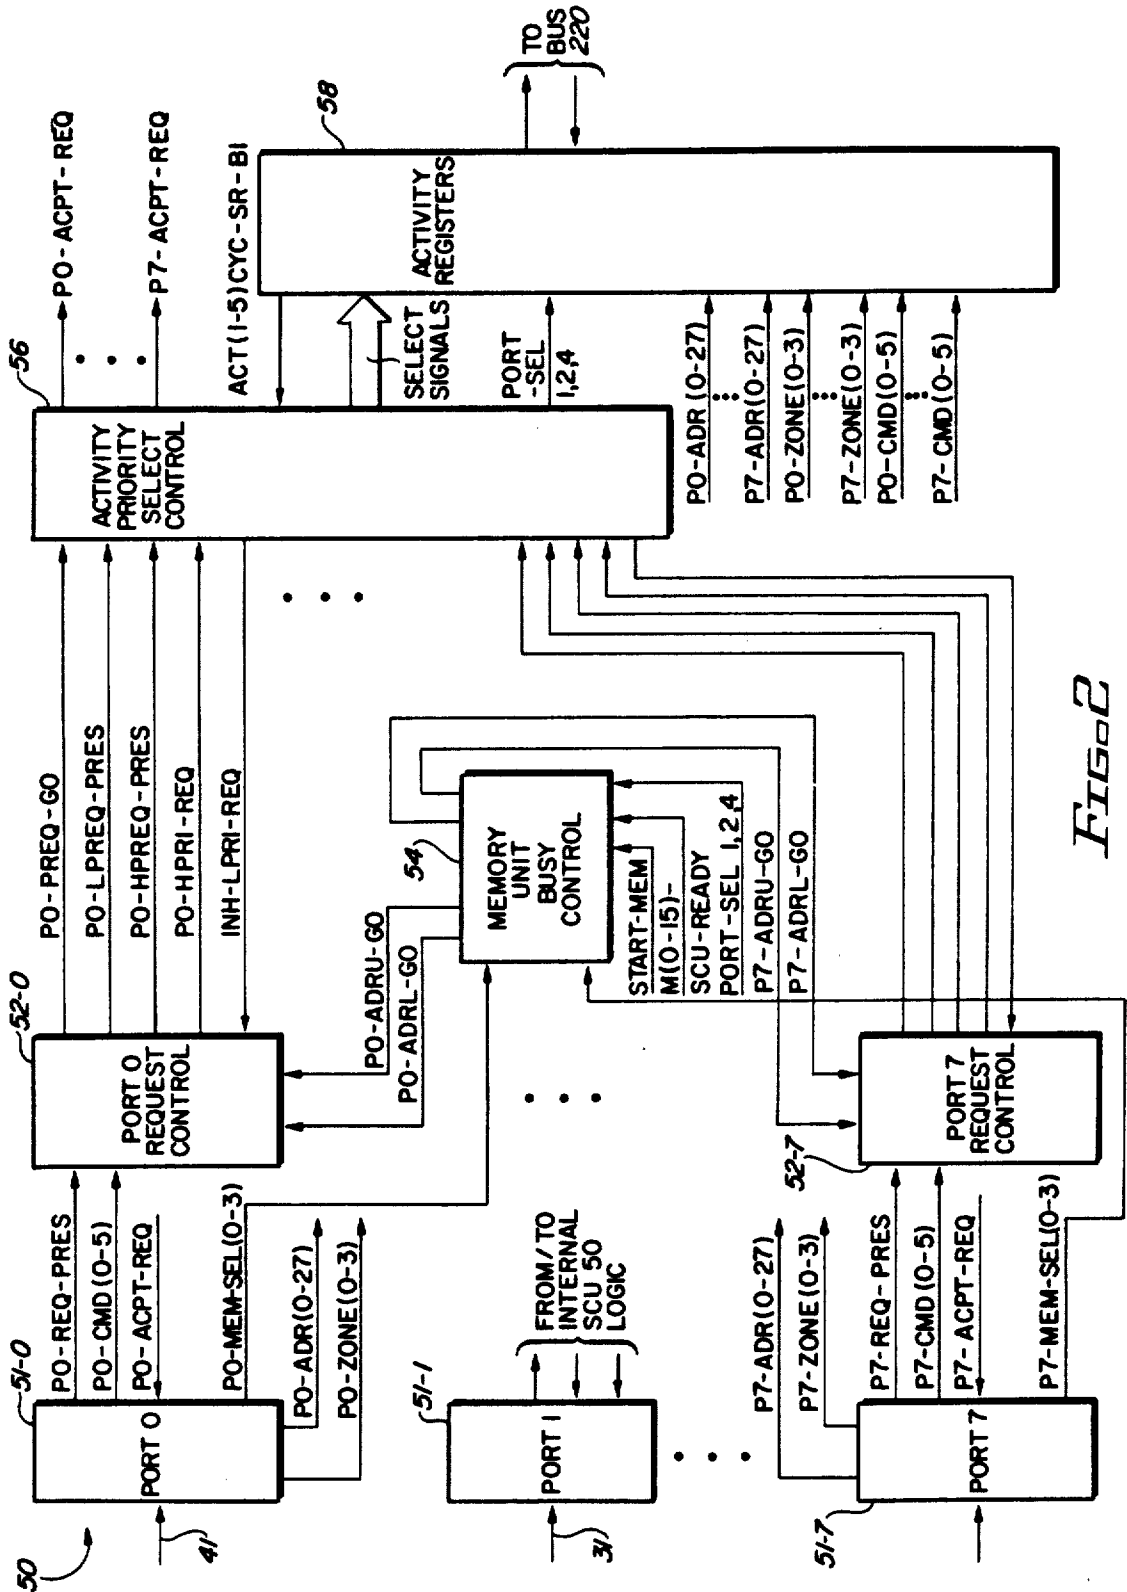 50
41
51-0
PORT 0
P0-REQ-PRES
P0-CMD(0-5)
P0-ACPT-REQ
P0-MEM-SEL(0-3)
P0-ADR(0-27)
P0-ZONE(0-3)
52-0
PORT 0
REQUEST
CONTROL
P0-PREQ-GO
P0-LPREQ-PRES
P0-HPREQ-PRES
P0-HPRI-REQ
INH-LPRI-REQ
56
ACTIVITY
PRIORITY
SELECT
CONTROL
P0-ACPT-REQ
P7-ACPT-REQ
ACT(1-5)CYC-SR-B1
SELECT
SIGNALS
PORT
-SEL
1,2,4
58
ACTIVITY
REGISTERS
TO
BUS
220
P0-ADR(0-27)
P7-ADR(0-27)
P0-ZONE(0-3)
P7-ZONE(0-3)
P0-CMD(0-5)
P7-CMD(0-5)
P0-ADRU-GO
P0-ADRL-GO
54
MEMORY
UNIT
BUSY
CONTROL
START-MEM
M(0-15)-
SCU-READY
PORT-SEL 1,2,4
P7-ADRU-GO
P7-ADRL-GO
31
51-1
PORT 1
FROM/TO
INTERNAL
SCU 50
LOGIC
P7-ADR(0-27)
P7-ZONE(0-3)
51-7
PORT 7
P7-REQ-PRES
P7-CMD(0-5)
P7-ACPT-REQ
P7-MEM-SEL(0-3)
52-7
PORT 7
REQUEST
CONTROL
FIG. 2